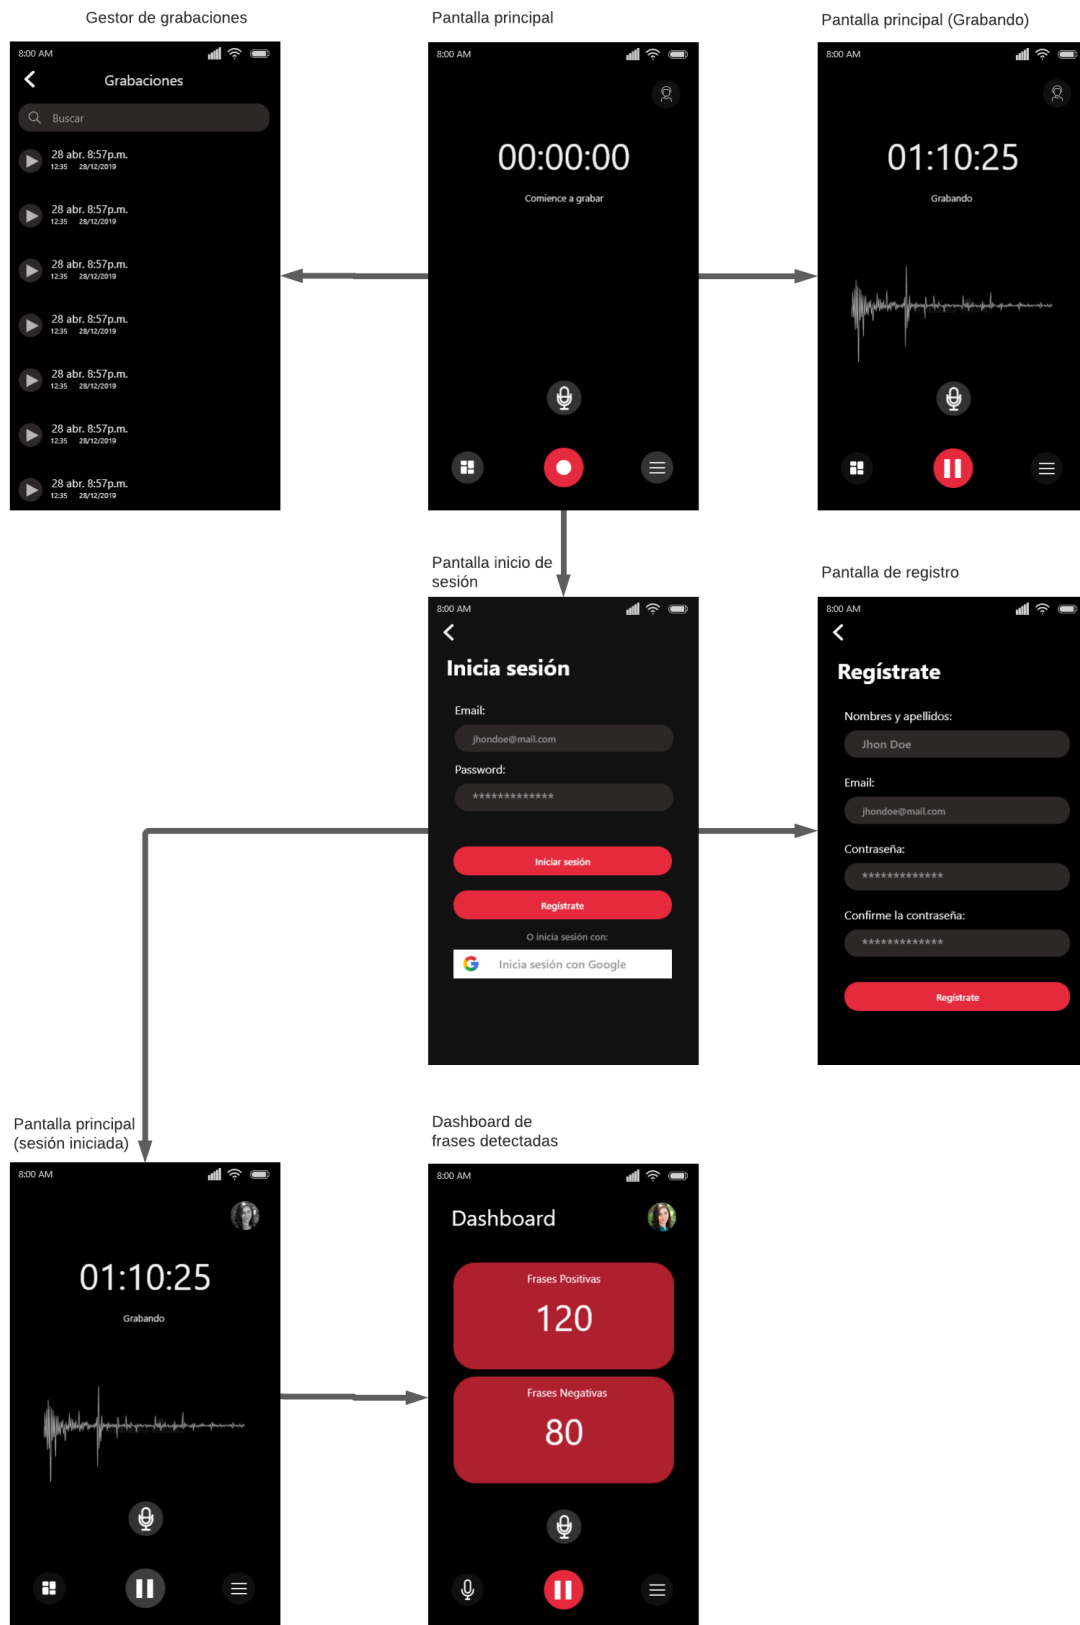 Gestor de grabaciones
8:00 AM
Grabaciones
Buscar
28 abr. 8:57p.m.
12:35 28/12/2019
28 abr. 8:57p.m.
12:35 28/12/2019
28 abr. 8:57p.m.
12:35 28/12/2019
28 abr. 8:57p.m.
12:35 28/12/2019
28 abr. 8:57p.m.
12:35 28/12/2019
28 abr. 8:57p.m.
12:35 28/12/2019
28 abr. 8:57p.m.
12:35 28/12/2019
Pantalla principal
8:00 AM
00:00:00
Comience a grabar
Pantalla principal (Grabando)
8:00 AM
01:10:25
Grabando
Pantalla inicio de
sesión
8:00 AM
Inicia sesión
Email:
jhondoe@mail.com
Password:
*************
Iniciar sesión
Regístrate
O inicia sesión con:
Inicia sesión con Google
Pantalla de registro
8:00 AM
Regístrate
Nombres y apellidos:
Jhon Doe
Email:
jhondoe@mail.com
Contraseña:
*************
Confirme la contraseña:
*************
Regístrate
Pantalla principal
(sesión iniciada)
8:00 AM
01:10:25
Grabando
Dashboard de
frases detectadas
8:00 AM
Dashboard
Frases Positivas
120
Frases Negativas
80